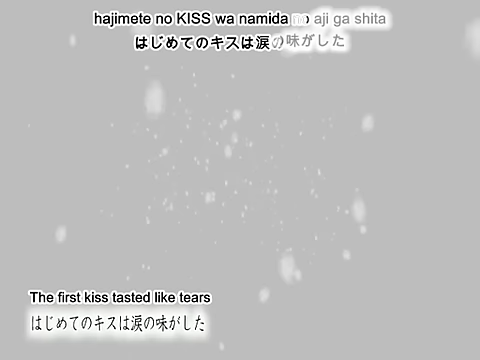 hajimete no KISS wa namida no aji ga shita
はじめてのキスは涙の味がした
The first kiss tasted like tears
はじめてのキスは涙の味がした